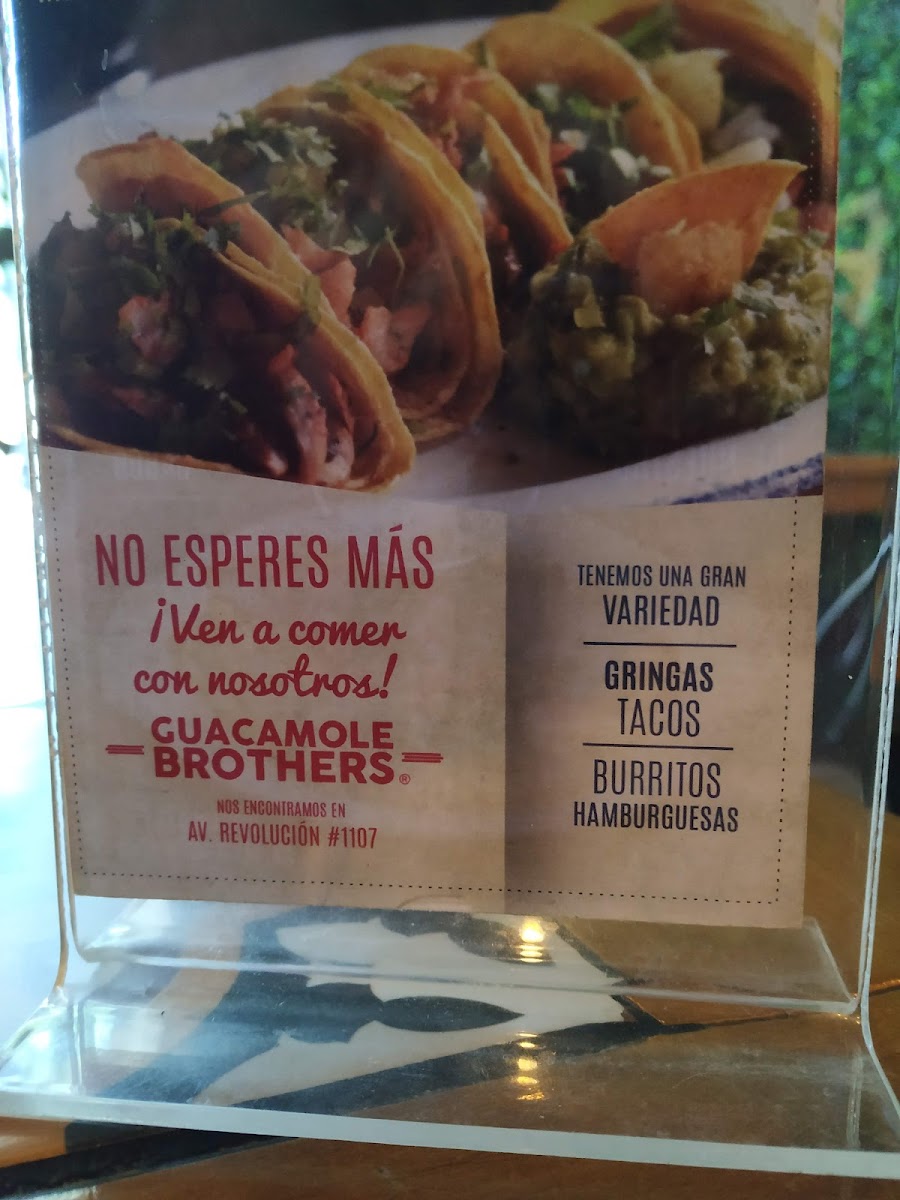 NO ESPERES MÁS
¡Ven a comer
con nosotros!
GUACAMOLE
BROTHERS®
NOS ENCONTRAMOS EN
AV. REVOLUCIÓN #1107
TENEMOS UNA GRAN
VARIEDAD
GRINGAS
TACOS
BURRITOS
HAMBURGUESAS